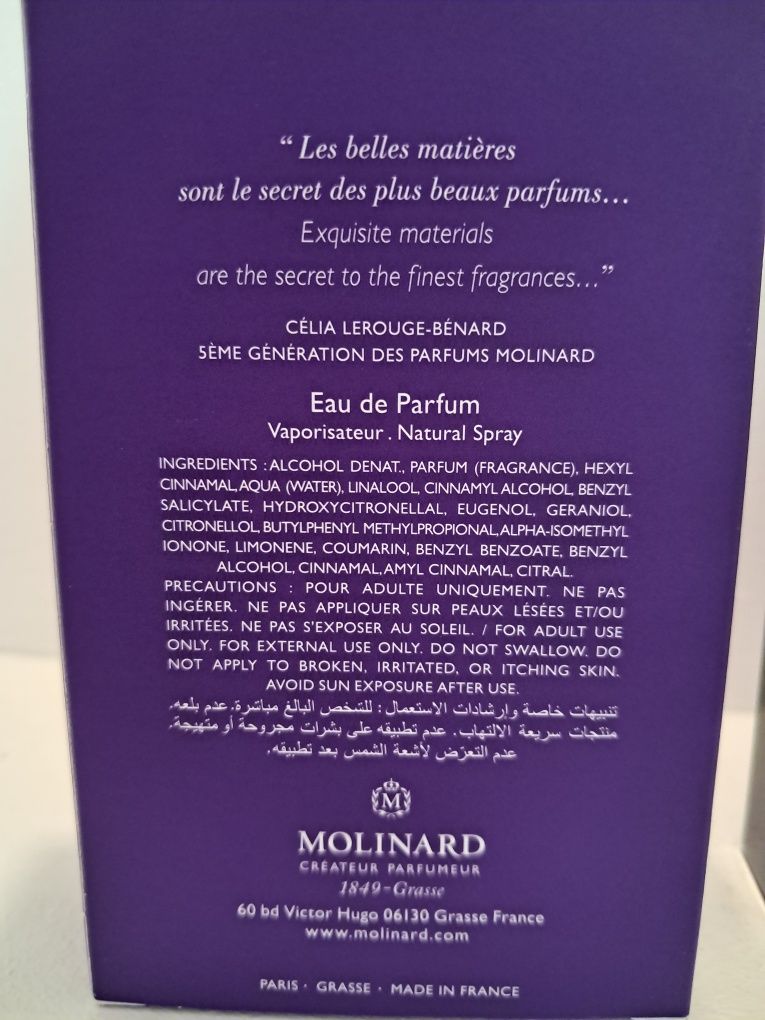 “ Les belles matières
sont le secret des plus beaux parfums...
Exquisite materials
are the secret to the finest fragrances...”
CÉLIA LEROUGE-BÉNARD
5ÈME GÉNÉRATION DES PARFUMS MOLINARD
Eau de Parfum
Vaporisateur . Natural Spray
INGREDIENTS : ALCOHOL DENAT., PARFUM (FRAGRANCE), HEXYL
CINNAMAL, AQUA (WATER), LINALOOL, CINNAMYL ALCOHOL, BENZYL
SALICYLATE, HYDROXYCITRONELLAL, EUGENOL, GERANIOL,
CITRONELLOL, BUTYLPHENYL METHYLPROPIONAL, ALPHA-ISOMETHYL
IONONE, LIMONENE, COUMARIN, BENZYL BENZOATE, BENZYL
ALCOHOL, CINNAMAL, AMYL CINNAMAL, CITRAL.
PRECAUTIONS : POUR ADULTE UNIQUEMENT. NE PAS
INGÉRER. NE PAS APPLIQUER SUR PEAUX LÉSÉES ET/OU
IRRITÉES. NE PAS S'EXPOSER AU SOLEIL. / FOR ADULT USE
ONLY. FOR EXTERNAL USE ONLY. DO NOT SWALLOW. DO
NOT APPLY TO BROKEN, IRRITATED, OR ITCHING SKIN.
AVOID SUN EXPOSURE AFTER USE.
تنبيهات خاصة وإرشادات الاستعمال : للشخص البالغ مباشرة. عدم بلعه.
منتجات سريعة الالتهاب. عدم تطبيقه على بشرات مجروحة أو متهيجة.
عدم التعرّض لأشعة الشمس بعد تطبيقه.
M
MOLINARD
CRÉATEUR PARFUMEUR
1849-Grasse
60 bd Victor Hugo 06130 Grasse France
www.molinard.com
PARIS · GRASSE · MADE IN FRANCE